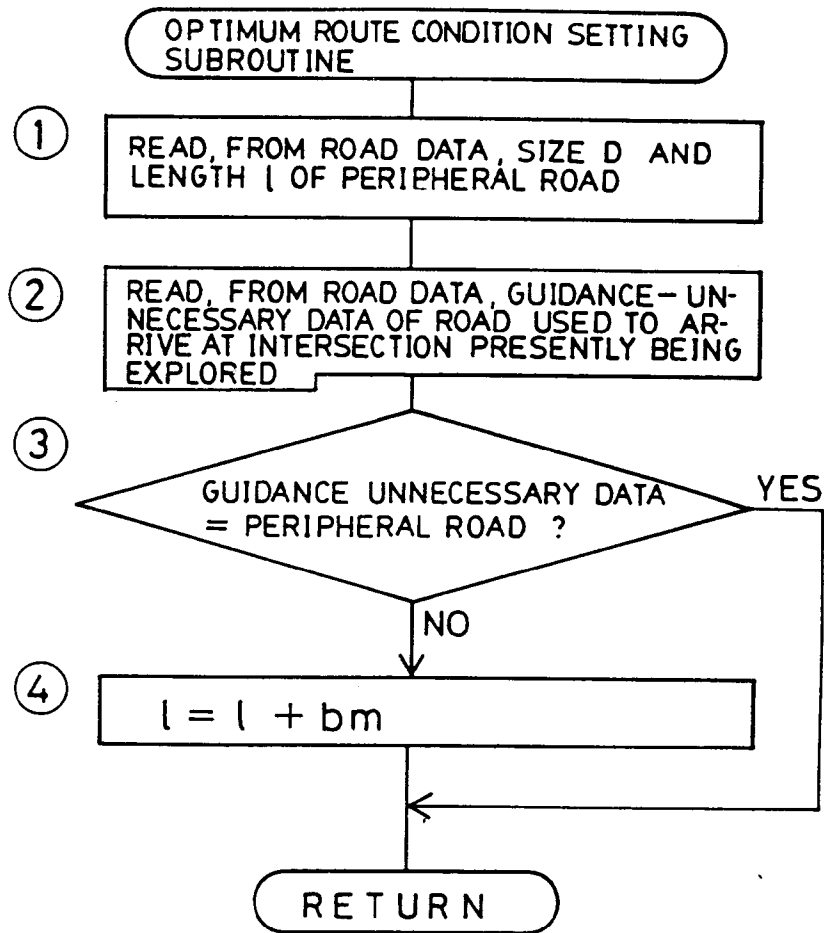 OPTIMUM ROUTE CONDITION SETTING
SUBROUTINE
1
READ, FROM ROAD DATA, SIZE D AND
LENGTH l OF PERIPHERAL ROAD
2
READ, FROM ROAD DATA, GUIDANCE-UN-
NECESSARY DATA OF ROAD USED TO AR-
RIVE AT INTERSECTION PRESENTLY BEING
EXPLORED
3
GUIDANCE UNNECESSARY DATA
= PERIPHERAL ROAD ?
YES
NO
4
l = l + bm
RETURN